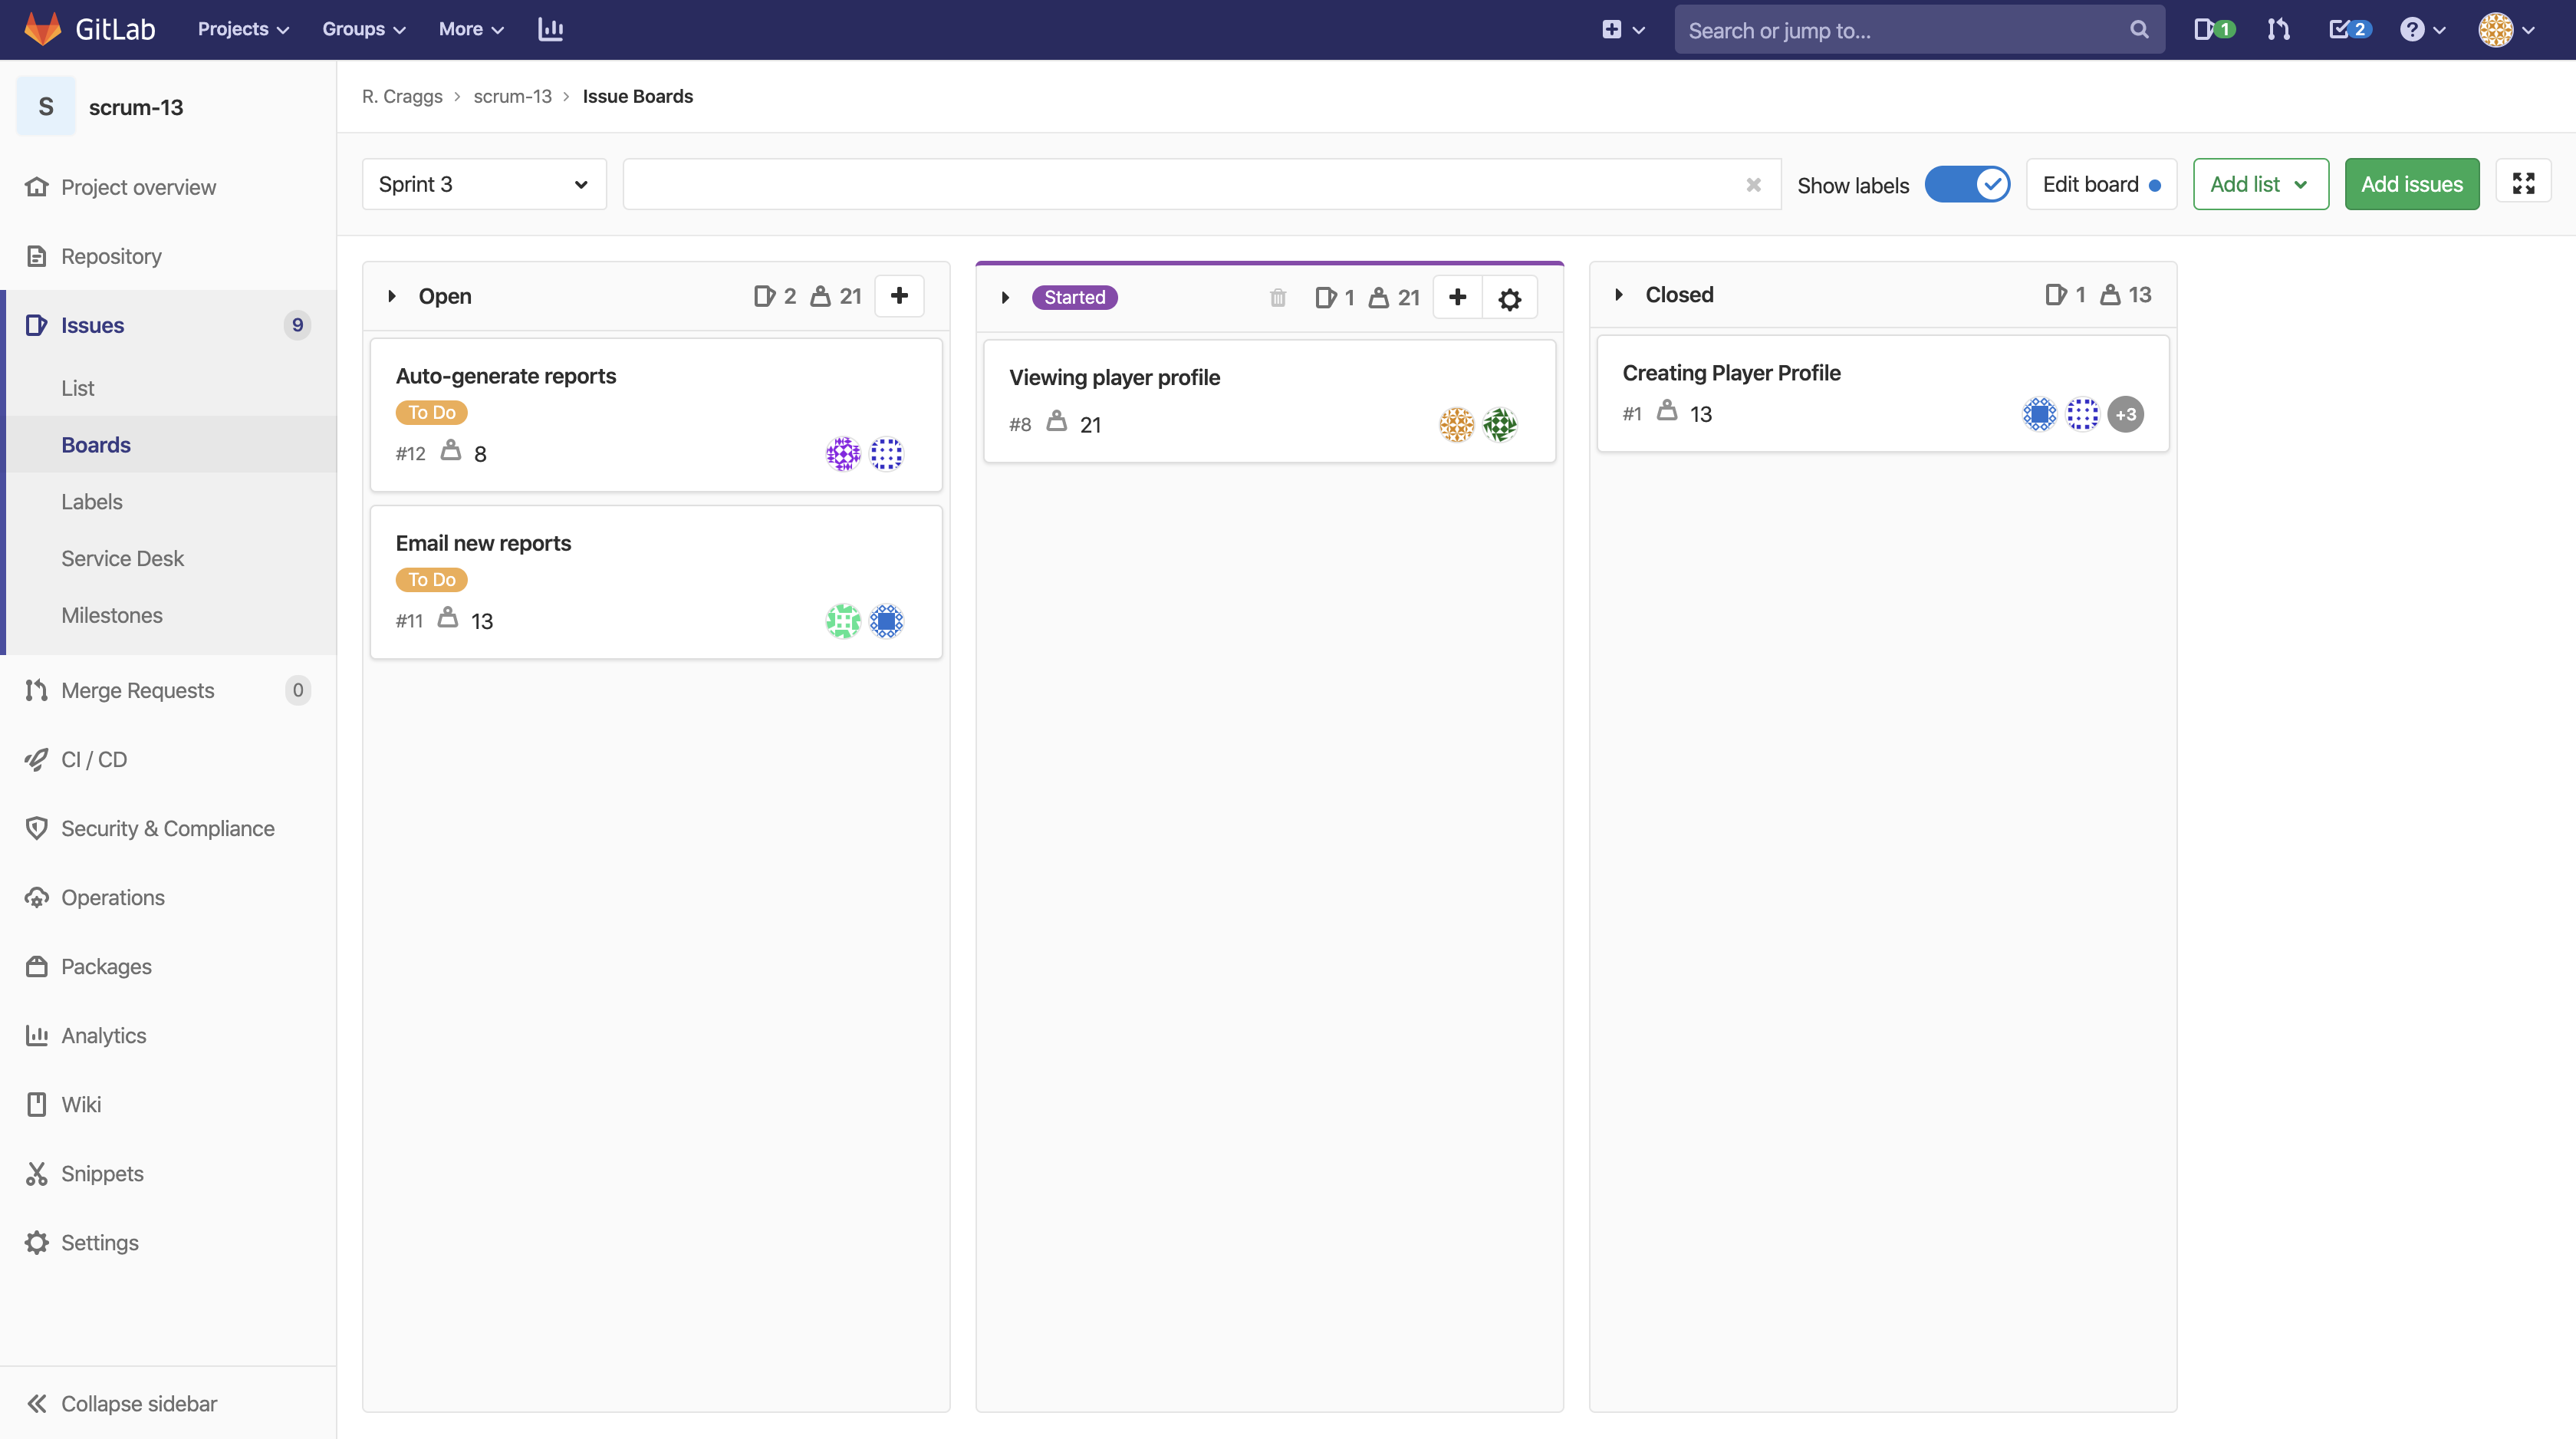 GitLab Projects Groups More Search or jump to... 1 2
S scrum-13
R. Craggs › scrum-13 › Issue Boards
Project overview
Repository
Issues 9
List
Boards
Labels
Service Desk
Milestones
Merge Requests 0
CI / CD
Security & Compliance
Operations
Packages
Analytics
Wiki
Snippets
Settings
Collapse sidebar
Sprint 3 Show labels Edit board Add list Add issues
Open 2 21
Auto-generate reports
To Do
#12 8
Email new reports
To Do
#11 13
Started 1 21
Viewing player profile
#8 21
Closed 1 13
Creating Player Profile
#1 13 +3